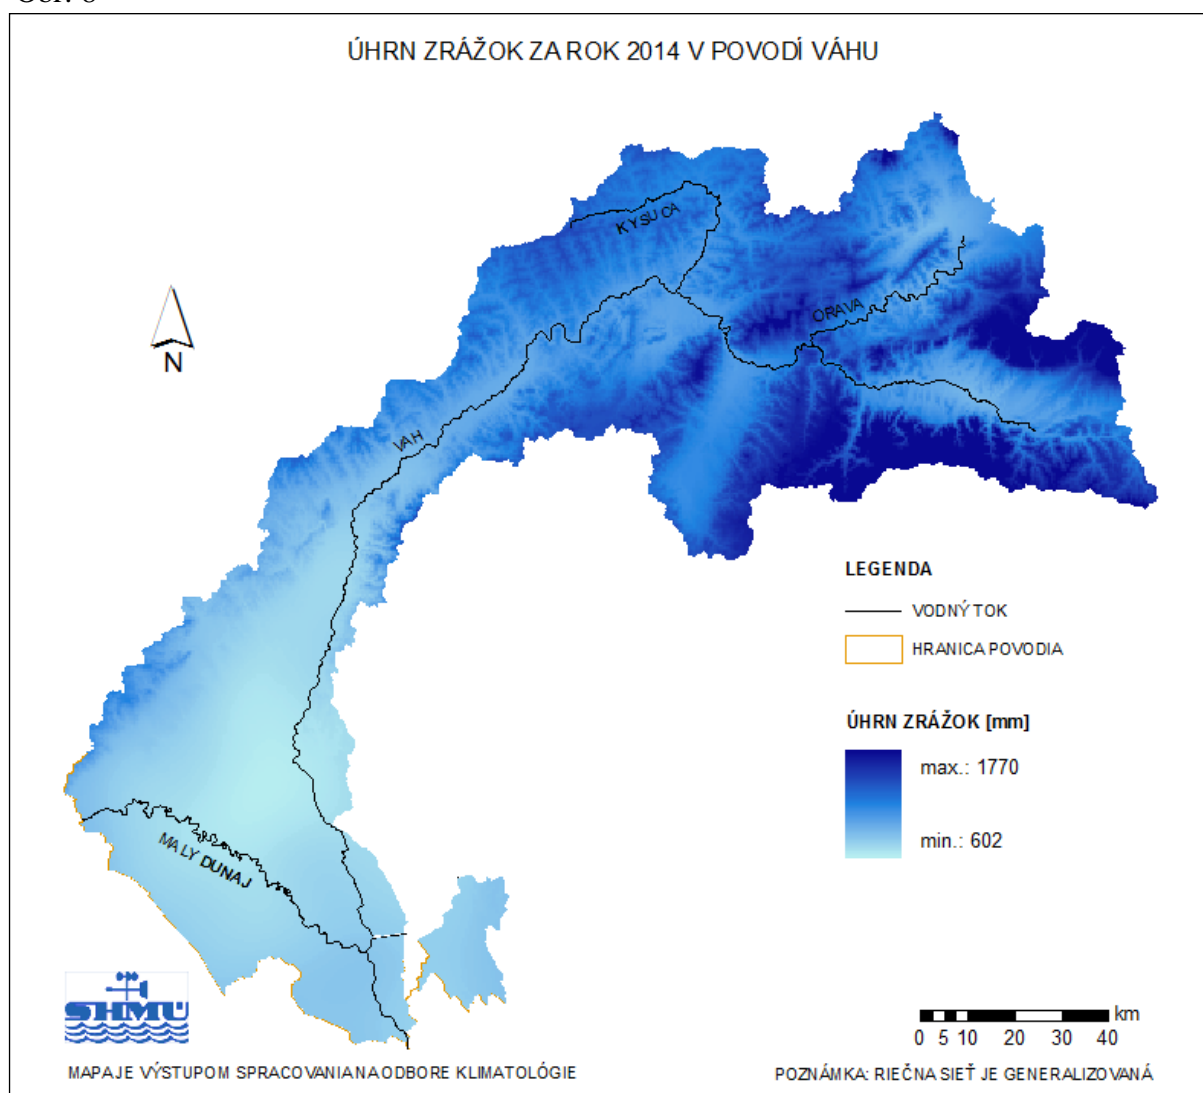 ÚHRN ZRÁŽOK ZA ROK 2014 V POVODÍ VÁHU
KYSUCA
ORAVA
N
VÁH
LEGENDA
VODNÝ TOK
HRANICA POVODIA
ÚHRN ZRÁŽOK [mm]
max.: 1770
min.: 602
MALÝ DUNAJ
SHMÚ
km
0 5 10 20 30 40
MAPA JE VÝSTUPOM SPRACOVANIA NA ODBORE KLIMATOLÓGIE
POZNÁMKA: RIEČNA SIEŤ JE GENERALIZOVANÁ